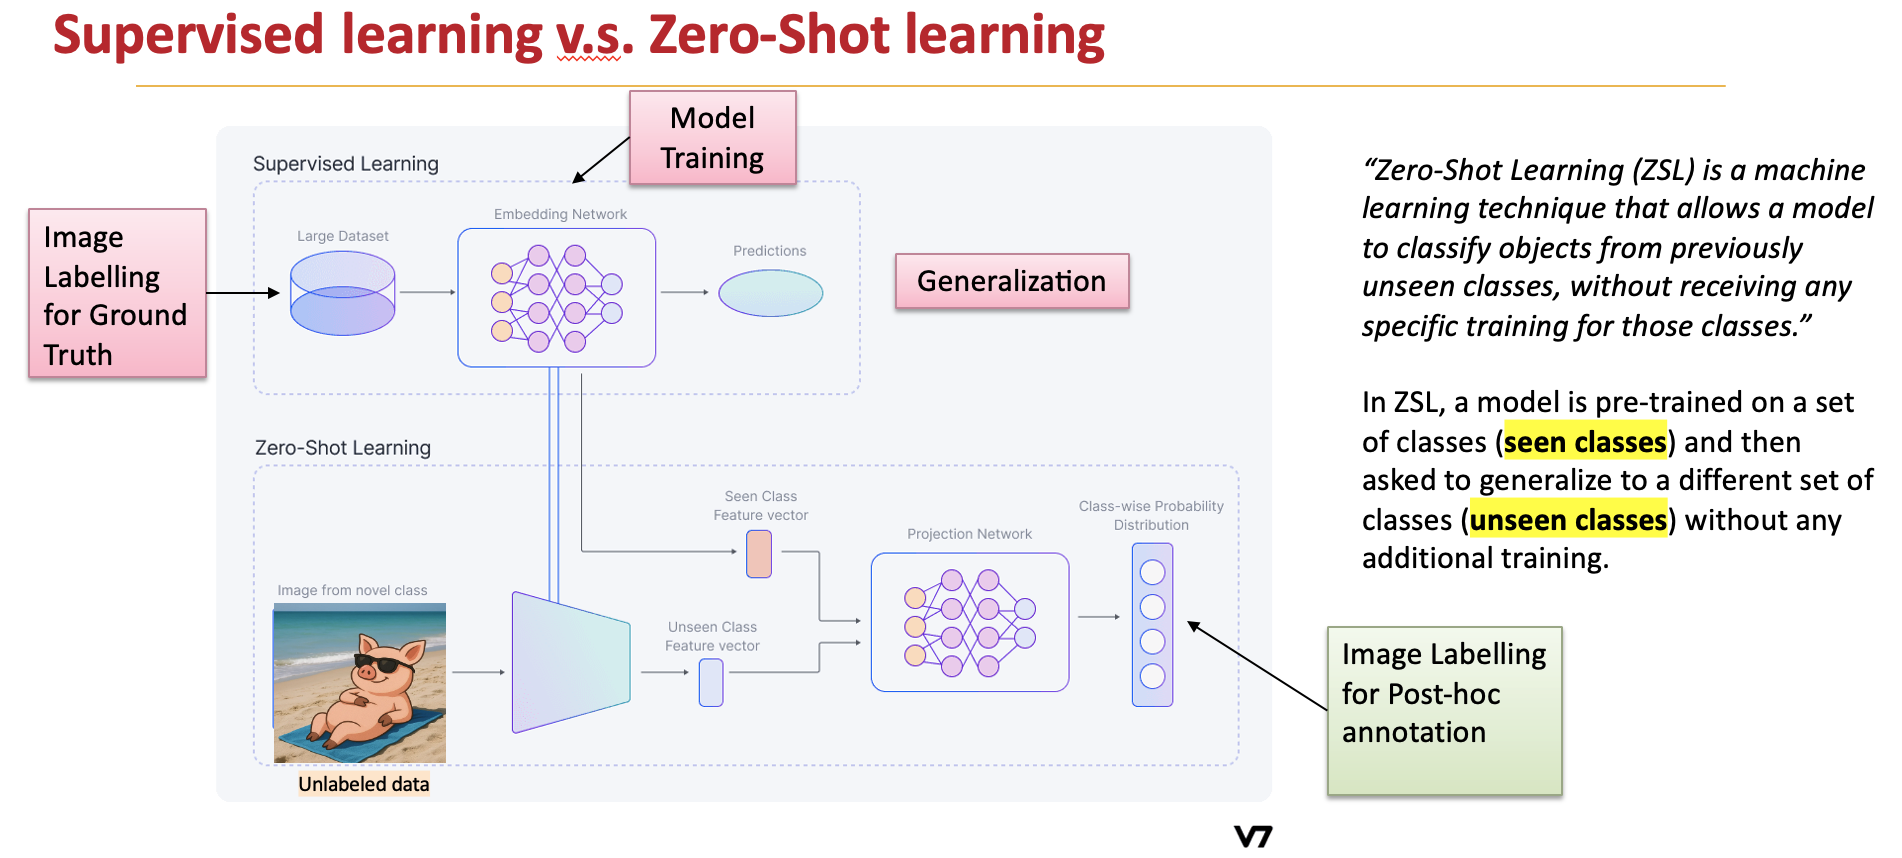 Supervised learning v.s. Zero-Shot learning
Model
Training
Supervised Learning
Image
Labelling
for Ground
Truth
Large Dataset
Embedding Network
Predictions
Generalization
“Zero-Shot Learning (ZSL) is a machine
learning technique that allows a model
to classify objects from previously
unseen classes, without receiving any
specific training for those classes.”
In ZSL, a model is pre-trained on a set
of classes (seen classes) and then
asked to generalize to a different set of
classes (unseen classes) without any
additional training.
Zero-Shot Learning
Image from novel class
Unlabeled data
Seen Class
Feature vector
Unseen Class
Feature vector
Projection Network
Class-wise Probability
Distribution
Image Labelling
for Post-hoc
annotation
V7